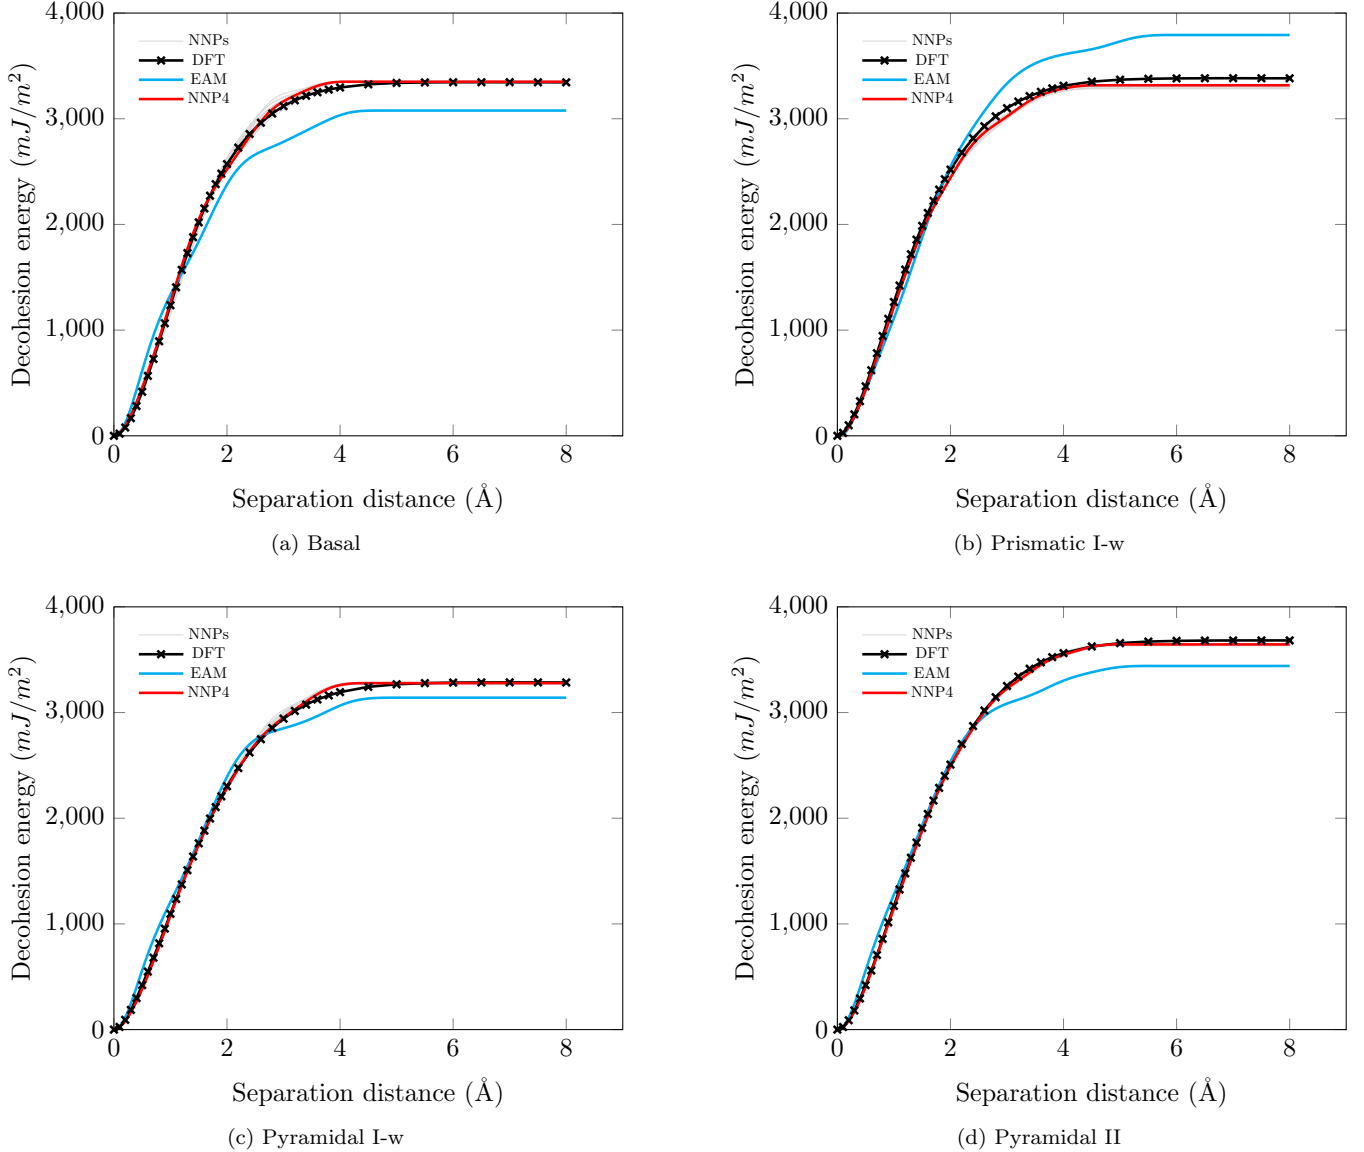 4,000
3,000
2,000
1,000
0
0 2 4 6 8
Decohesion energy (mJ/m²)
Separation distance (Å)
NNPs
DFT
EAM
NNP4
(a) Basal
4,000
3,000
2,000
1,000
0
0 2 4 6 8
Decohesion energy (mJ/m²)
Separation distance (Å)
NNPs
DFT
EAM
NNP4
(b) Prismatic I-w
4,000
3,000
2,000
1,000
0
0 2 4 6 8
Decohesion energy (mJ/m²)
Separation distance (Å)
NNPs
DFT
EAM
NNP4
(c) Pyramidal I-w
4,000
3,000
2,000
1,000
0
0 2 4 6 8
Decohesion energy (mJ/m²)
Separation distance (Å)
NNPs
DFT
EAM
NNP4
(d) Pyramidal II